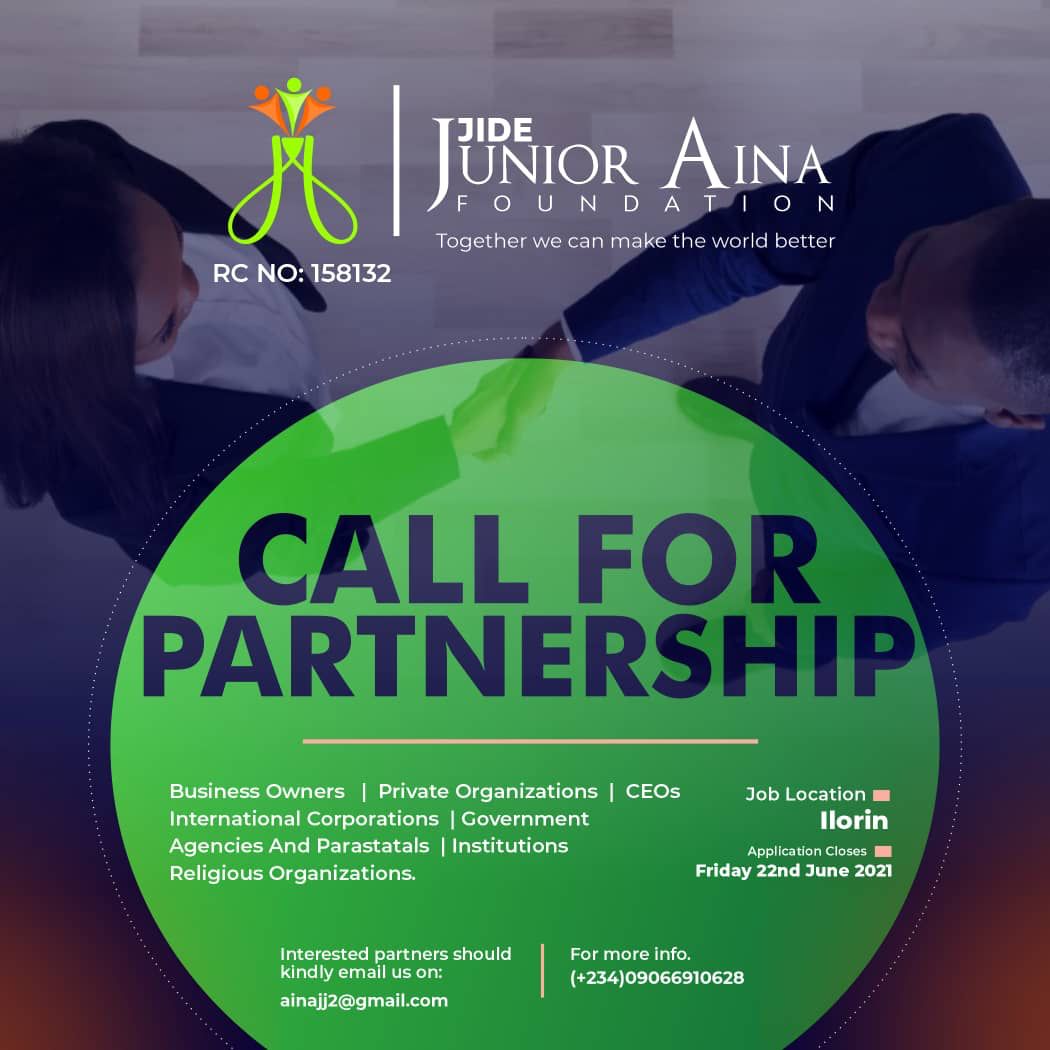 JIDE
JUNIOR AINA
FOUNDATION
Together we can make the world better
RC NO: 158132
CALL FOR
PARTNERSHIP
Business Owners | Private Organizations | CEOs
International Corporations | Government
Agencies And Parastatals | Institutions
Religious Organizations.
Job Location
Ilorin
Application Closes
Friday 22nd June 2021
Interested partners should
kindly email us on:
ainajj2@gmail.com
For more info.
(+234)09066910628